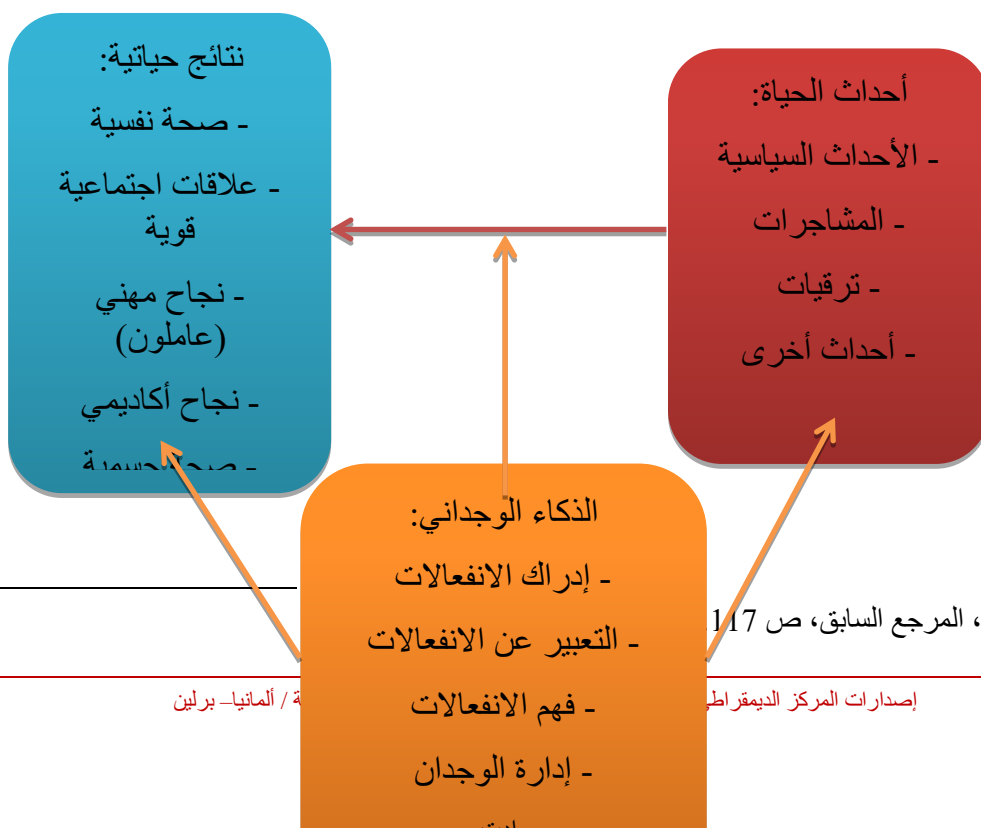 أحداث الحياة:
- الأحداث السياسية
- المشاجرات
- ترقيات
- أحداث أخرى
نتائج حياتية:
- صحة نفسية
- علاقات اجتماعية
قوية
- نجاح مهني
(عاملون)
- نجاح أكاديمي
- صحة جسمية
الذكاء الوجداني:
- إدراك الانفعالات
- التعبير عن الانفعالات
- فهم الانفعالات
- إدارة الوجدان
، المرجع السابق، ص 117
إصدارات المركز الديمقراطي
/ ألمانيا– برلين